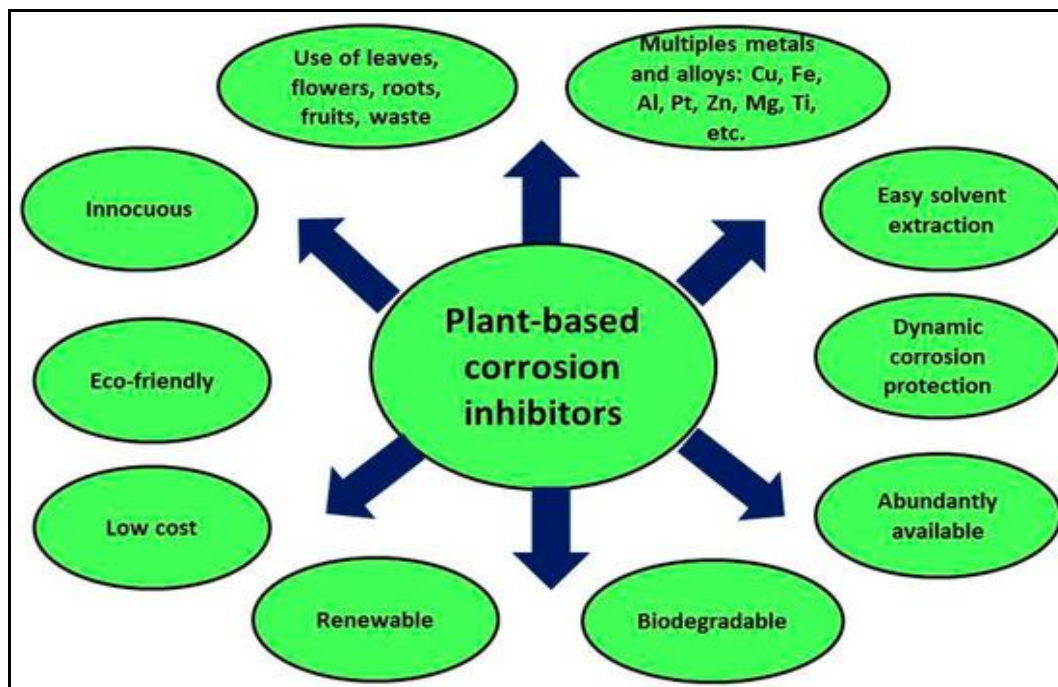 Use of leaves,
flowers, roots,
fruits, waste
Multiples metals
and alloys: Cu, Fe,
Al, Pt, Zn, Mg, Ti,
etc.
Innocuous
Easy solvent
extraction
Plant-based
corrosion
inhibitors
Dynamic
corrosion
protection
Eco-friendly
Low cost
Abundantly
available
Renewable
Biodegradable